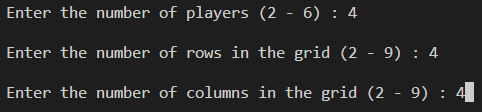 Enter the number of players (2 - 6) : 4
Enter the number of rows in the grid (2 - 9) : 4
Enter the number of columns in the grid (2 - 9) : 4